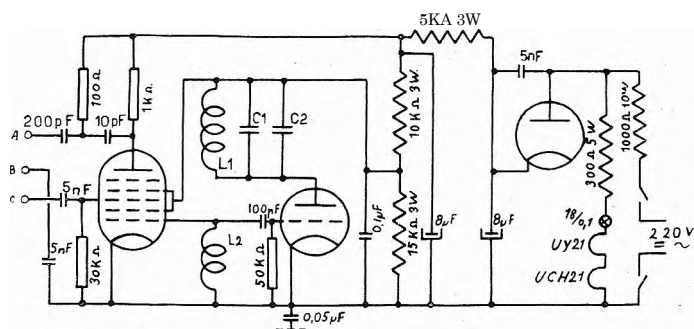 5KA 3W
5nF
100Ω
1kΩ
200pF
10pF
A
B
C
5nF
5nF
30KΩ
L1
C1
C2
L2
100pF
50KΩ
0,05µF
0,1µF
10KΩ 3W
15KΩ 3W
8µF
8µF
300Ω 5W
1000Ω 10W
18/0,1
UY21
UCH21
220V